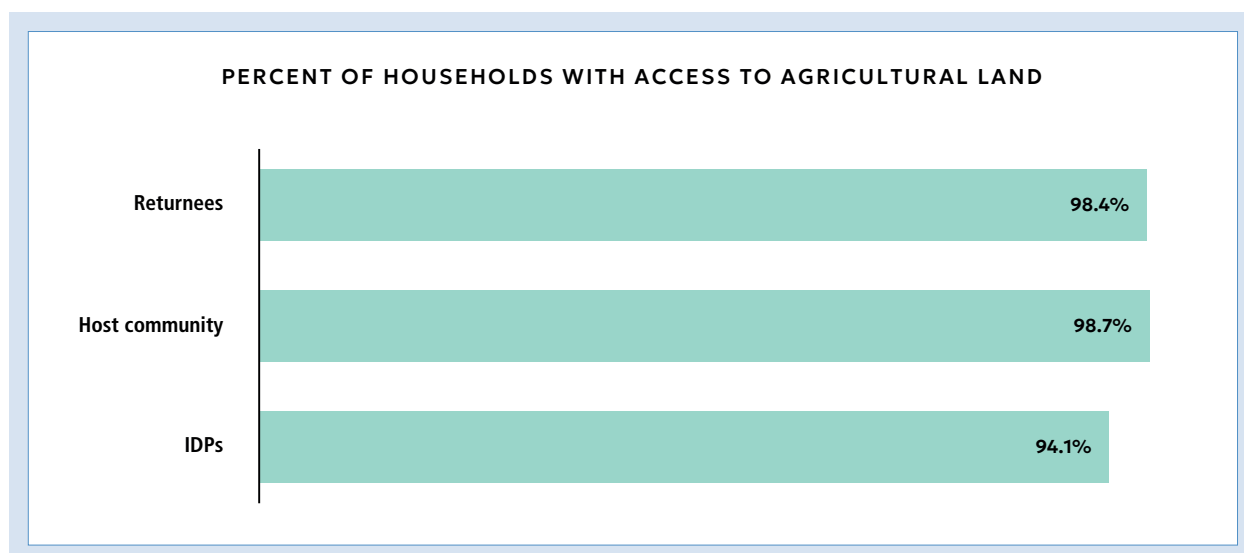 PERCENT OF HOUSEHOLDS WITH ACCESS TO AGRICULTURAL LAND
Returnees 98.4%
Host community 98.7%
IDPs 94.1%